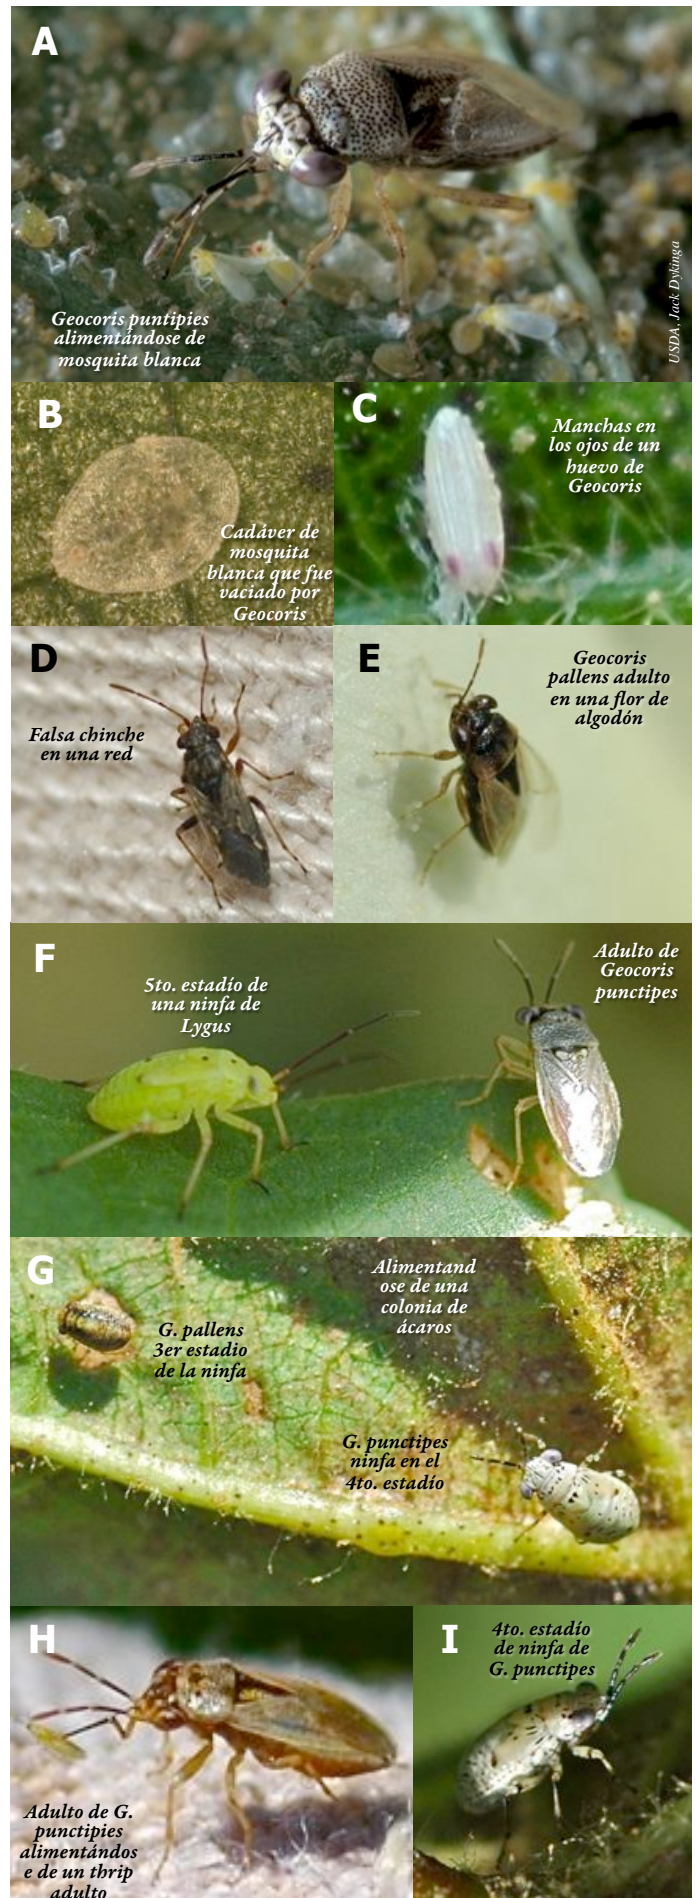 A
Geocoris puntipies
alimentándose de
mosquita blanca
USDA, Jack Dykinga
B
Cadáver de
mosquita
blanca que fue
vaciado por
Geocoris
C
Manchas en
los ojos de un
huevo de
Geocoris
D
Falsa chinche
en una red
E
Geocoris
pallens adulto
en una flor de
algodón
F
5to. estadío de
una ninfa de
Lygus
Adulto de
Geocoris
punctipes
G
Alimentand
ose de una
colonia de
ácaros
G. pallens
3er estadio
de la ninfa
G. punctipes
ninfa en el
4to. estadío
H
Adulto de G.
punctipies
alimentándos
e de un thrip
adulto
I
4to. estadío
de ninfa de
G. punctipes